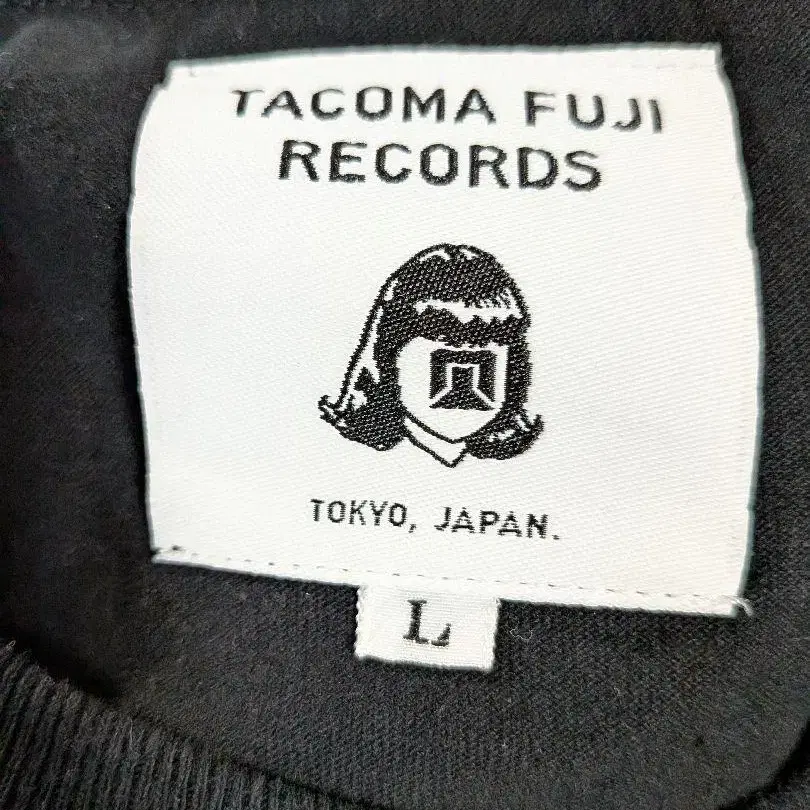 TACOMA FUJI
RECORDS
TOKYO, JAPAN.
L